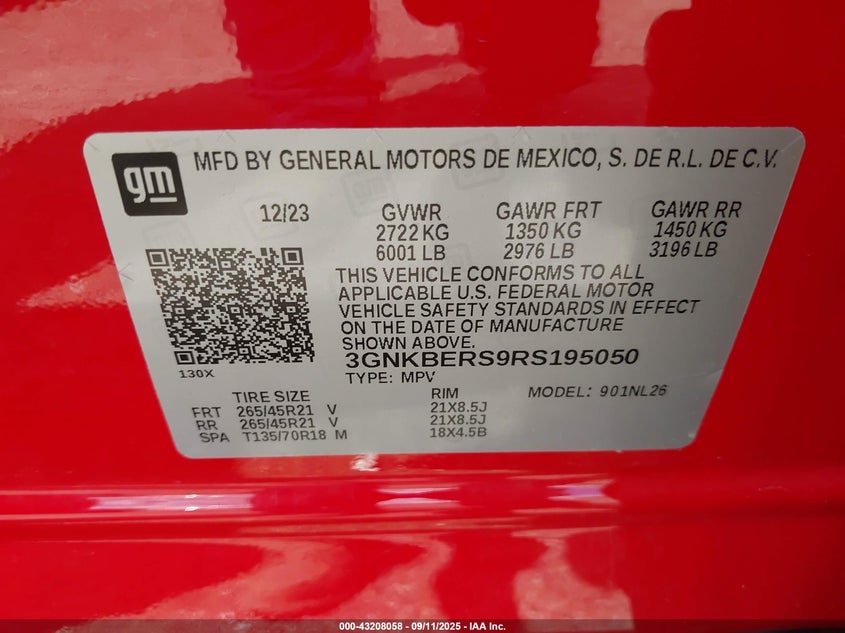 gm
MFD BY GENERAL MOTORS DE MEXICO, S. DE R.L. DE C.V.
12/23 GVWR GAWR FRT GAWR RR
2722 KG 1350 KG 1450 KG
6001 LB 2976 LB 3196 LB
THIS VEHICLE CONFORMS TO ALL
APPLICABLE U.S. FEDERAL MOTOR
VEHICLE SAFETY STANDARDS IN EFFECT
ON THE DATE OF MANUFACTURE
SHOWN ABOVE.
3GNKBERS9RS195050
130X TYPE: MPV MODEL: 901NL26
TIRE SIZE RIM
FRT 265/45R21 V 21X8.5J
RR 265/45R21 V 21X8.5J
SPA T135/70R18 M 18X4.5B
000-43208058 - 09/11/2025 - IAA Inc.